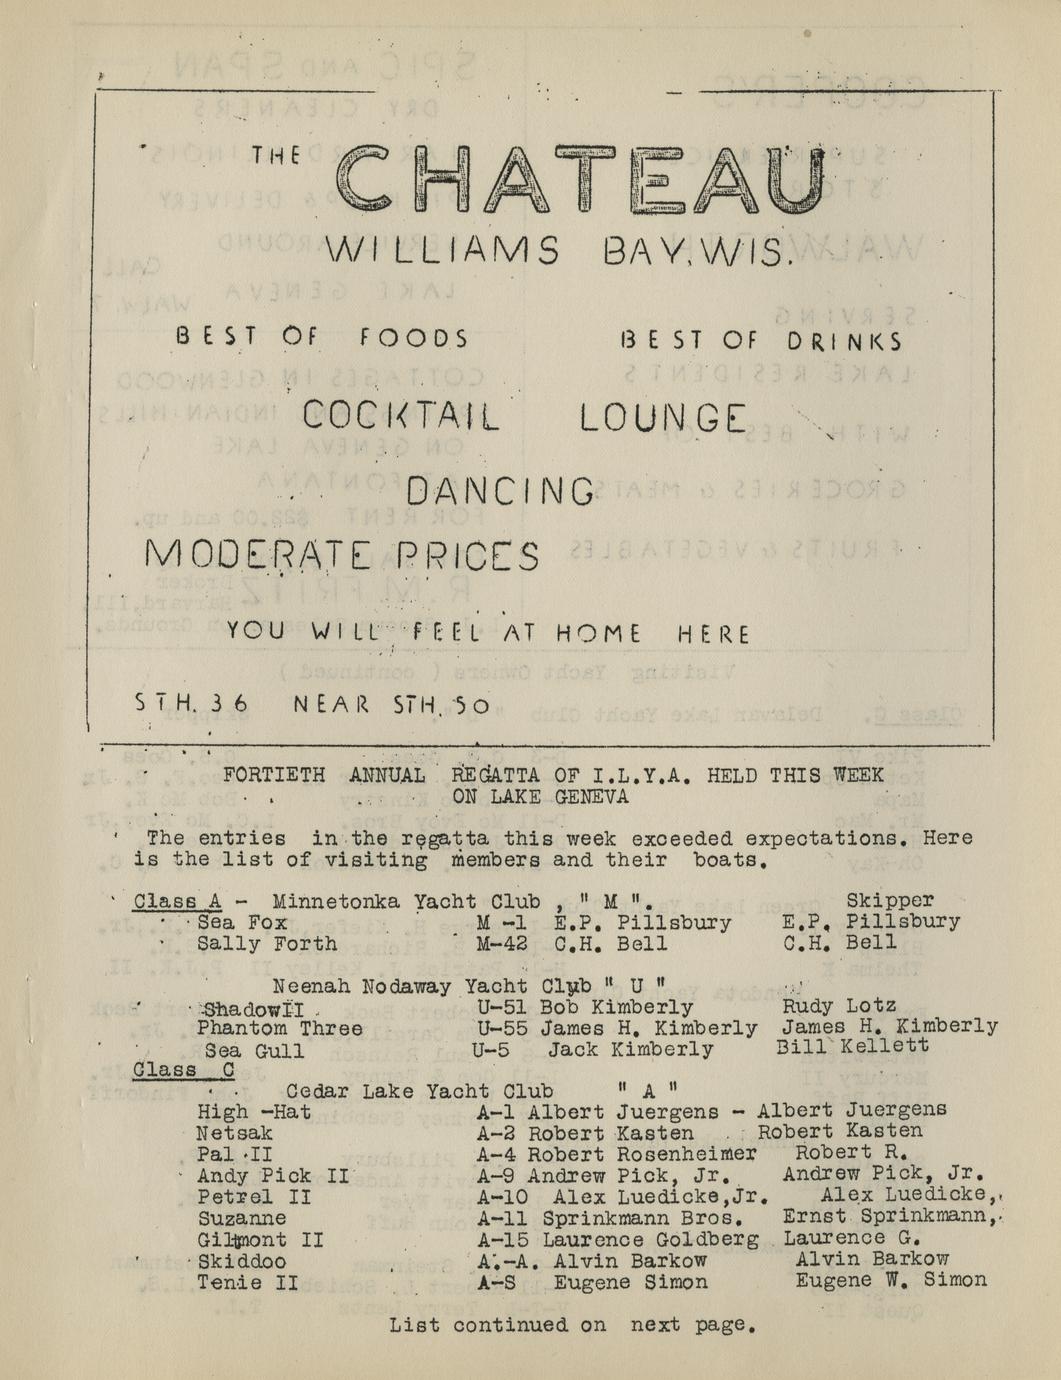 THE CHATEAU
WILLIAMS BAY, WIS.
BEST OF FOODS BEST OF DRINKS
COCKTAIL LOUNGE
DANCING
MODERATE PRICES
YOU WILL FEEL AT HOME HERE
STH. 36 NEAR STH. 50
FORTIETH ANNUAL REGATTA OF I.L.Y.A. HELD THIS WEEK
ON LAKE GENEVA
The entries in the regatta this week exceeded expectations. Here
is the list of visiting members and their boats.
Class A - Minnetonka Yacht Club , " M ". Skipper
Sea Fox M -1 E.P. Pillsbury E.P. Pillsbury
Sally Forth M-42 C.H. Bell C.H. Bell
Neenah Nodaway Yacht Club " U "
ShadowII U-51 Bob Kimberly Rudy Lotz
Phantom Three U-55 James H. Kimberly James H. Kimberly
Sea Gull U-5 Jack Kimberly Bill Kellett
Class C
Cedar Lake Yacht Club " A "
High -Hat A-1 Albert Juergens - Albert Juergens
Netsak A-2 Robert Kasten Robert Kasten
Pal II A-4 Robert Rosenheimer Robert R.
Andy Pick II A-9 Andrew Pick, Jr. Andrew Pick, Jr.
Petrel II A-10 Alex Luedicke,Jr. Alex Luedicke,
Suzanne A-11 Sprinkmann Bros. Ernst Sprinkmann,
Gilmont II A-15 Laurence Goldberg Laurence G.
Skiddoo A.-A. Alvin Barkow Alvin Barkow
Tenie II A-S Eugene Simon Eugene W. Simon
List continued on next page.